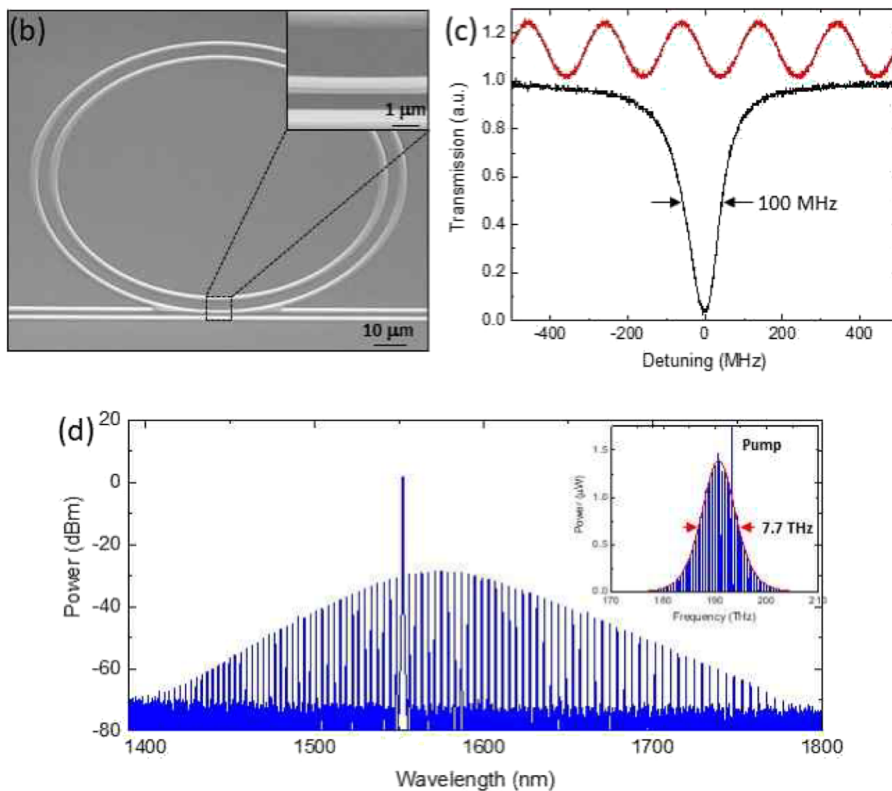 (b)
1 μm
10 μm
(c)
1.2
1.0
0.8
0.6
0.4
0.2
0.0
Transmission (a.u.)
100 MHz
-400 -200 0 200 400
Detuning (MHz)
(d)
20
0
-20
-40
-60
-80
Power (dBm)
1400 1500 1600 1700 1800
Wavelength (nm)
Pump
7.7 THz
1.5
1.0
0.5
0.0
Power (μW)
170 180 190 200 210
Frequency (THz)